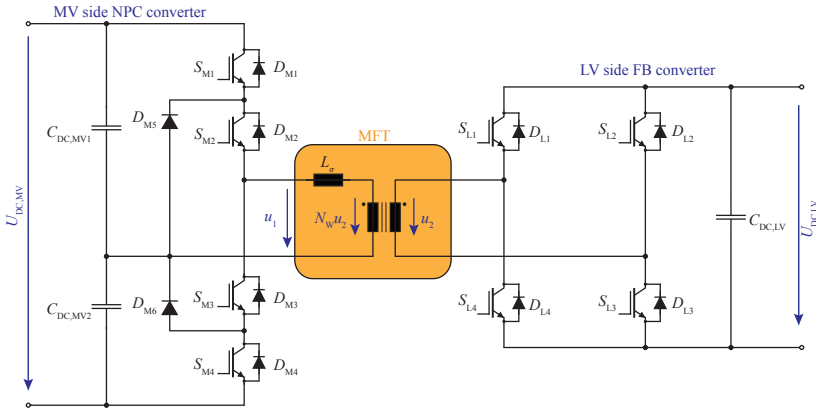 MV side NPC converter
LV side FB converter
MFT
S_M1
D_M1
D_M5
S_M2
D_M2
C_DC,MV1
S_L1
D_L1
S_L2
D_L2
L_σ
U_DC,MV
u_1
N_W u_2
u_2
C_DC,LV
U_DC,LV
C_DC,MV2
D_M6
S_M3
D_M3
S_L4
D_L4
S_L3
D_L3
S_M4
D_M4